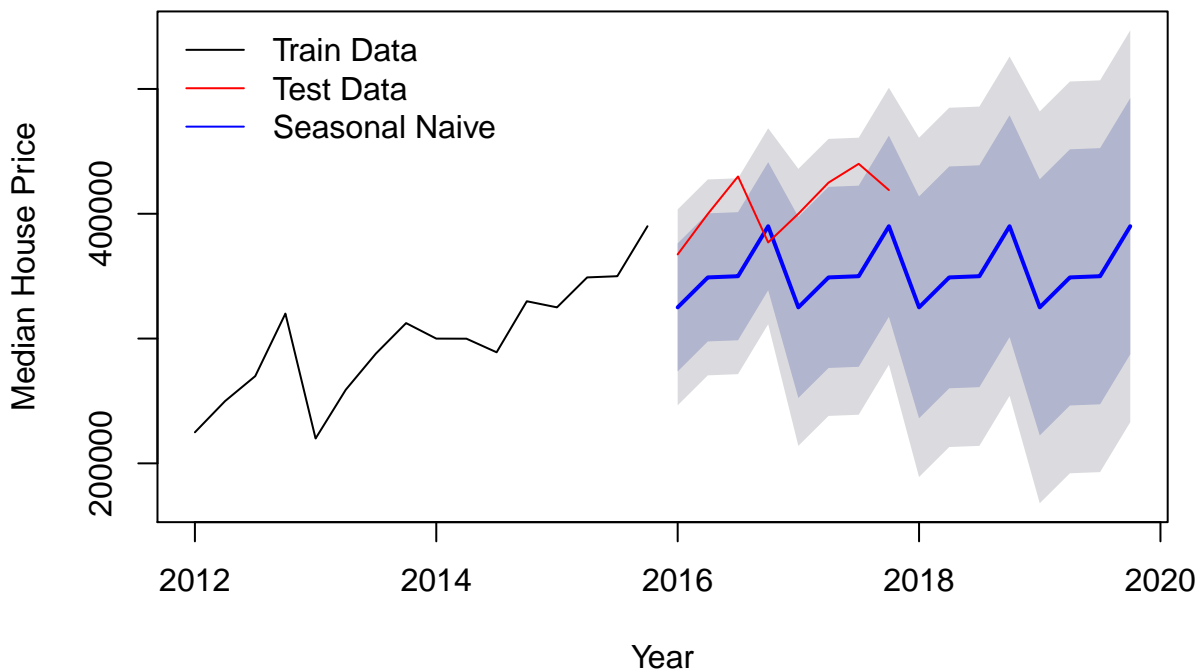 Train Data
Test Data
Seasonal Naive
Median House Price
400000
200000
2012
2014
2016
2018
2020
Year